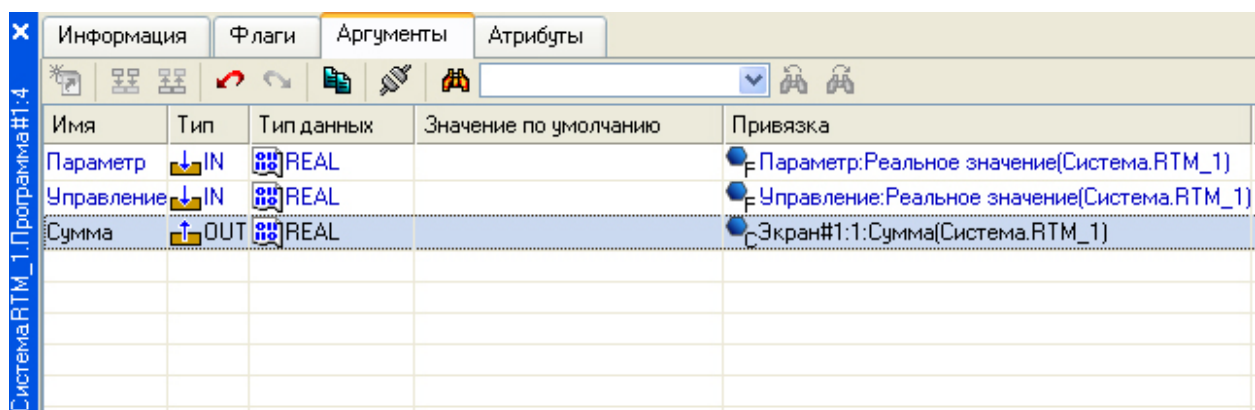 Информация Флаги Аргументы Атрибуты
Имя Тип Тип данных Значение по умолчанию Привязка
Параметр IN REAL F Параметр:Реальное значение(Система.RTM_1)
Управление IN REAL F Управление:Реальное значение(Система.RTM_1)
Сумма OUT REAL C Экран#1:1:Сумма(Система.RTM_1)
Система.RTM_1.Программа#1:4